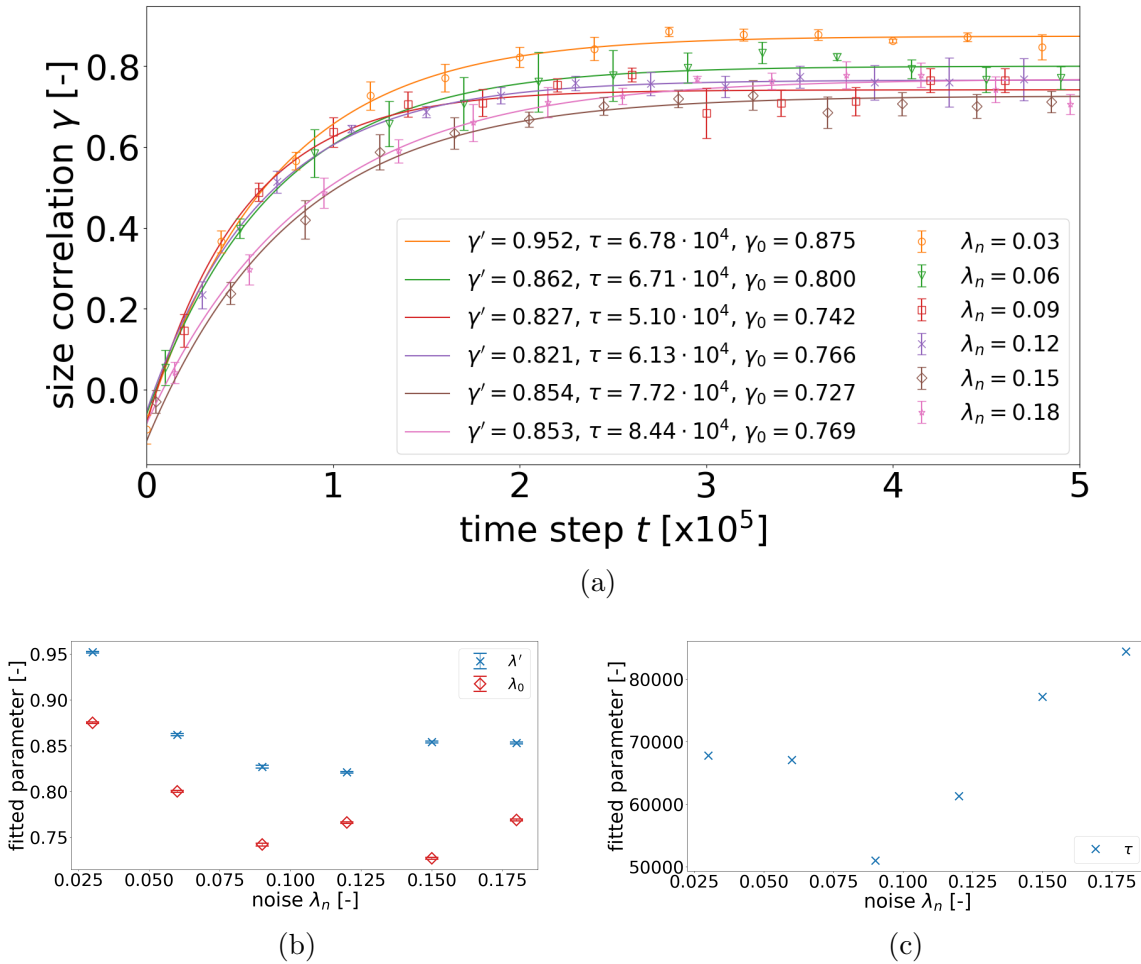 size correlation γ [-]
0.8
0.6
0.4
0.2
0.0
γ′ = 0.952, τ = 6.78 · 10⁴, γ₀ = 0.875
γ′ = 0.862, τ = 6.71 · 10⁴, γ₀ = 0.800
γ′ = 0.827, τ = 5.10 · 10⁴, γ₀ = 0.742
γ′ = 0.821, τ = 6.13 · 10⁴, γ₀ = 0.766
γ′ = 0.854, τ = 7.72 · 10⁴, γ₀ = 0.727
γ′ = 0.853, τ = 8.44 · 10⁴, γ₀ = 0.769
λₙ = 0.03
λₙ = 0.06
λₙ = 0.09
λₙ = 0.12
λₙ = 0.15
λₙ = 0.18
0 1 2 3 4 5
time step t [x10⁵]
(a)
fitted parameter [-]
0.95
0.90
0.85
0.80
0.75
λ′
λ₀
0.025 0.050 0.075 0.100 0.125 0.150 0.175
noise λₙ [-]
(b)
fitted parameter [-]
80000
70000
60000
50000
τ
0.025 0.050 0.075 0.100 0.125 0.150 0.175
noise λₙ [-]
(c)